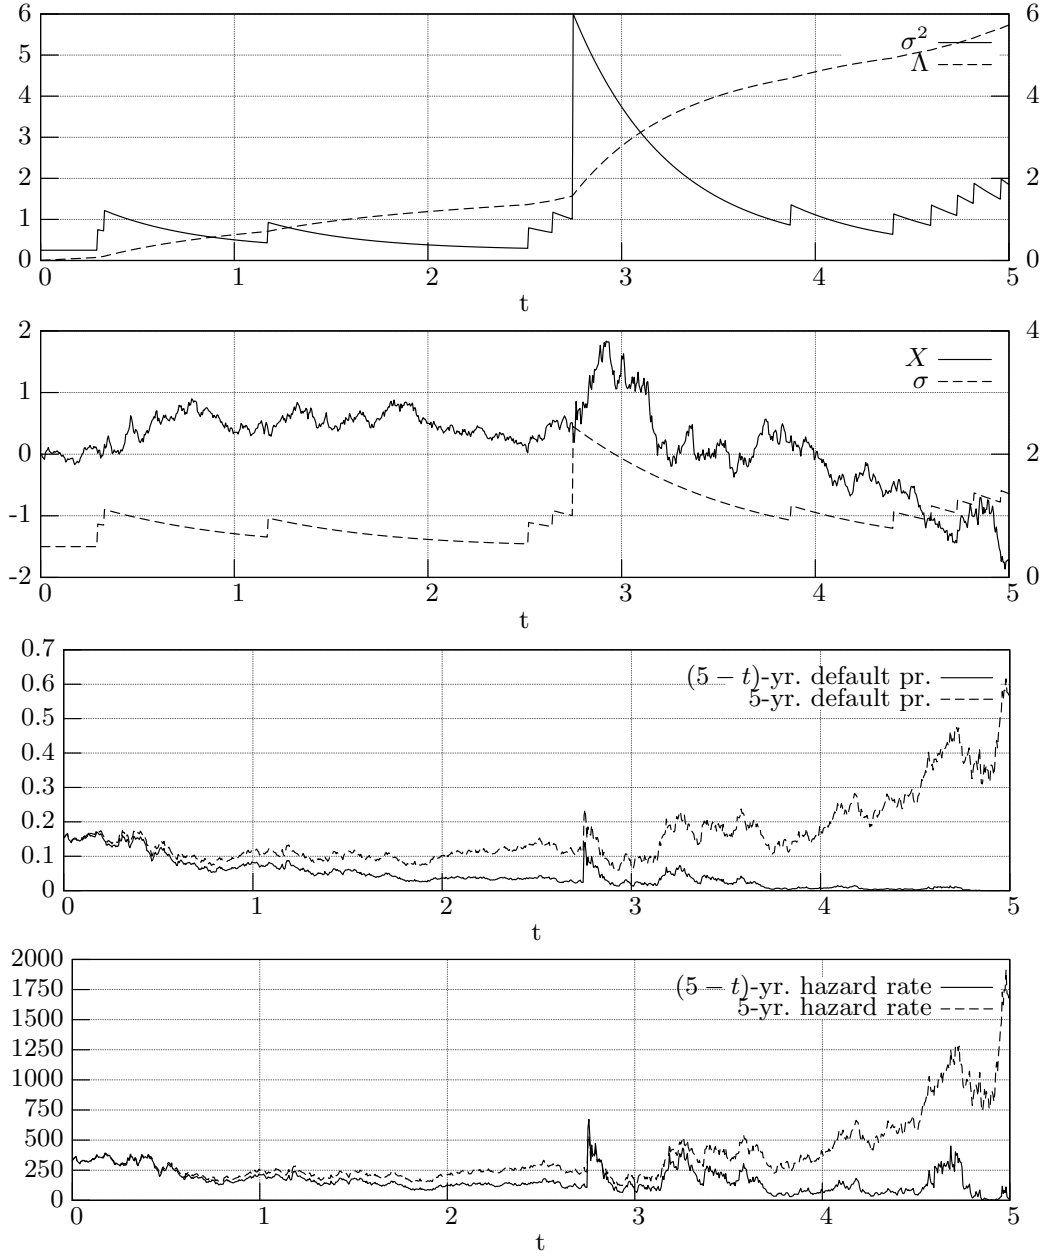 6 6
σ²
Λ
5
4 4
3
2 2
1
0 0
0 1 2 3 4 5
t
2 4
X
σ
1
0 2
-1
-2 0
0 1 2 3 4 5
t
0.7
(5 − t)-yr. default pr.
0.6
5-yr. default pr.
0.5
0.4
0.3
0.2
0.1
0
0 1 2 3 4 5
t
2000
(5 − t)-yr. hazard rate
1750
5-yr. hazard rate
1500
1250
1000
750
500
250
0
0 1 2 3 4 5
t